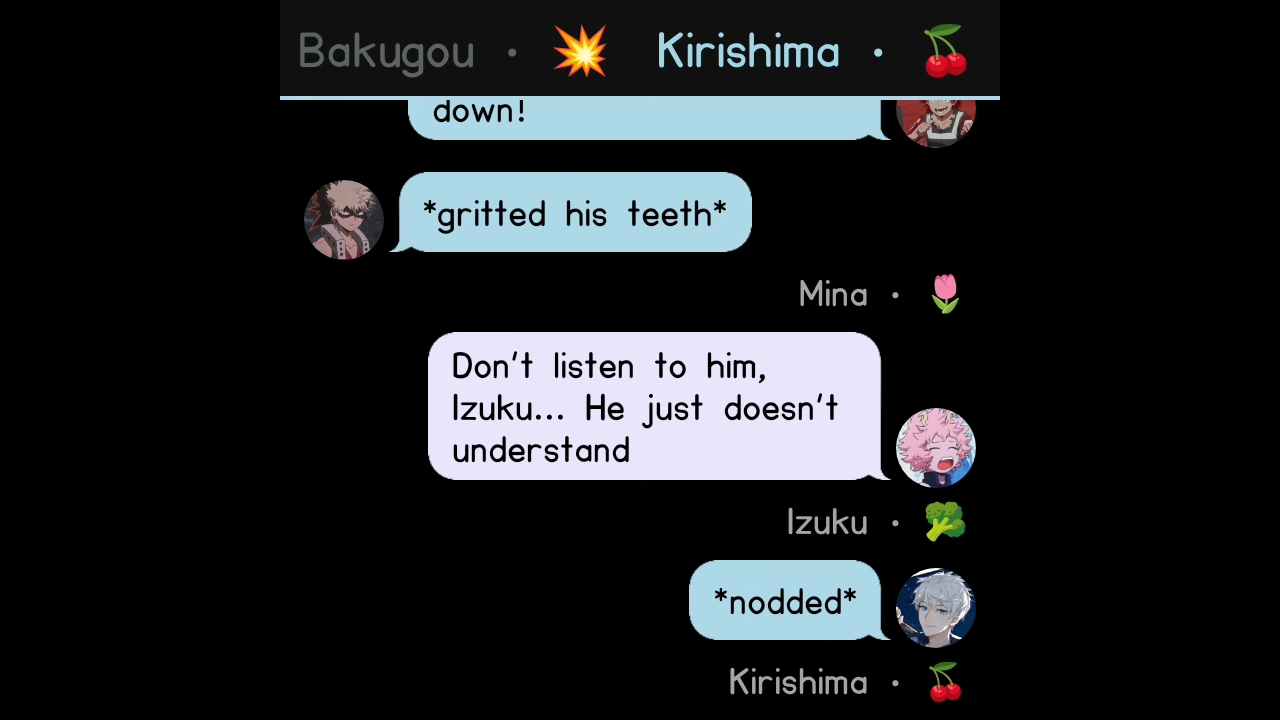 Bakugou • 💥 Kirishima • 🍒
down!
*gritted his teeth*
Mina • 🌷
Don't listen to him,
Izuku... He just doesn't
understand
Izuku • 🥦
*nodded*
Kirishima • 🍒